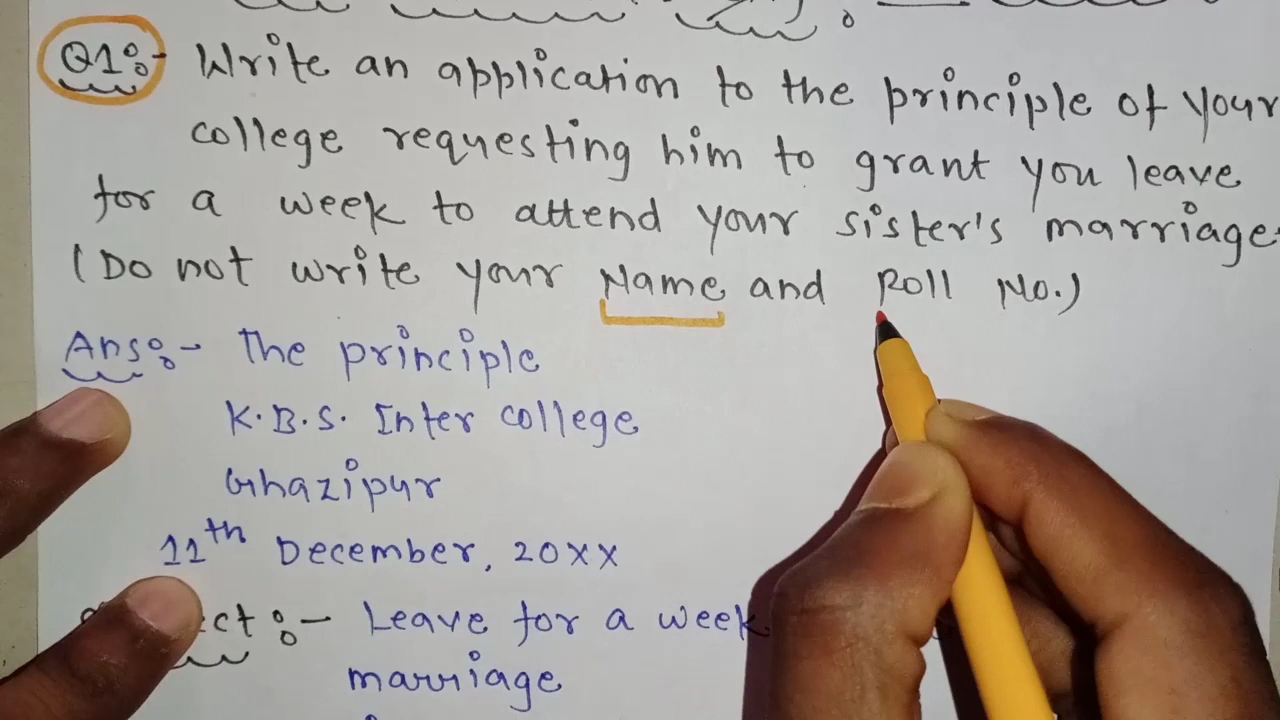 Q1:- Write an application to the principle of your
college requesting him to grant you leave
for a week to attend your sister's marriage.
(Do not write your Name and Roll No.)
Ans:- The principle
K.B.S. Inter college
Ghazipur
11th December, 20XX
ect:- Leave for a week
marriage